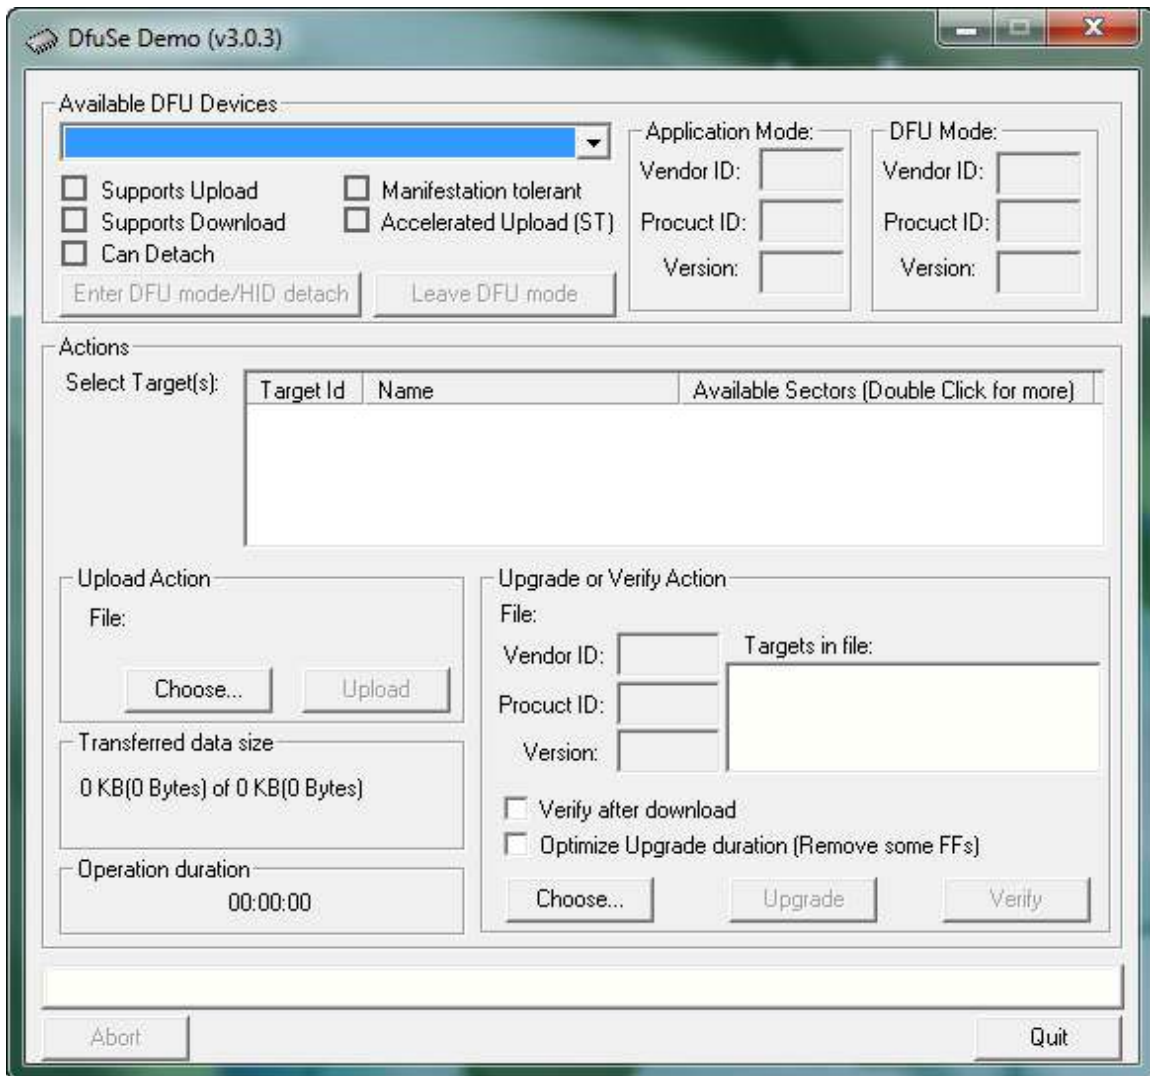 DfuSe Demo (v3.0.3)
Available DFU Devices
Supports Upload
Manifestation tolerant
Supports Download
Accelerated Upload (ST)
Can Detach
Enter DFU mode/HID detach
Leave DFU mode
Application Mode:
Vendor ID:
Procuct ID:
Version:
DFU Mode:
Vendor ID:
Procuct ID:
Version:
Actions
Select Target(s):
Target Id Name Available Sectors (Double Click for more)
Upload Action
File:
Choose...
Upload
Transferred data size
0 KB(0 Bytes) of 0 KB(0 Bytes)
Operation duration
00:00:00
Upgrade or Verify Action
File:
Vendor ID:
Procuct ID:
Version:
Targets in file:
Verify after download
Optimize Upgrade duration (Remove some FFs)
Choose...
Upgrade
Verify
Abort
Quit